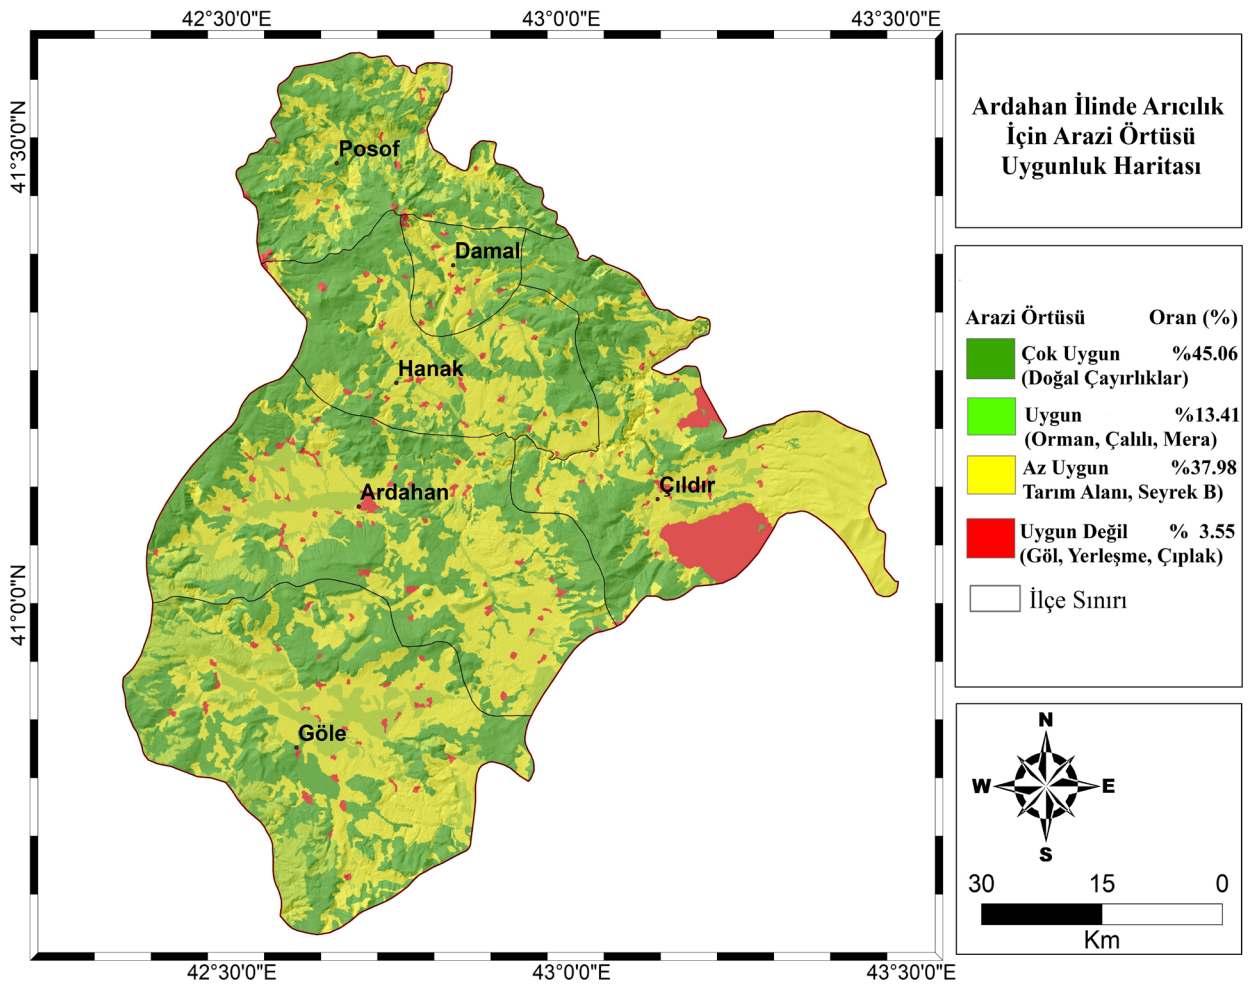 42°30'0"E 43°0'0"E 43°30'0"E
41°30'0"N
41°0'0"N
Posof
Damal
Hanak
Ardahan
Çıldır
Göle
42°30'0"E 43°0'0"E 43°30'0"E
Ardahan İlinde Arıcılık
İçin Arazi Örtüsü
Uygunluk Haritası
Arazi Örtüsü Oran (%)
Çok Uygun %45.06
(Doğal Çayırlıklar)
Uygun %13.41
(Orman, Çalılı, Mera)
Az Uygun %37.98
Tarım Alanı, Seyrek B)
Uygun Değil % 3.55
(Göl, Yerleşme, Çıplak)
İlçe Sınırı
N
W E
S
30 15 0
Km